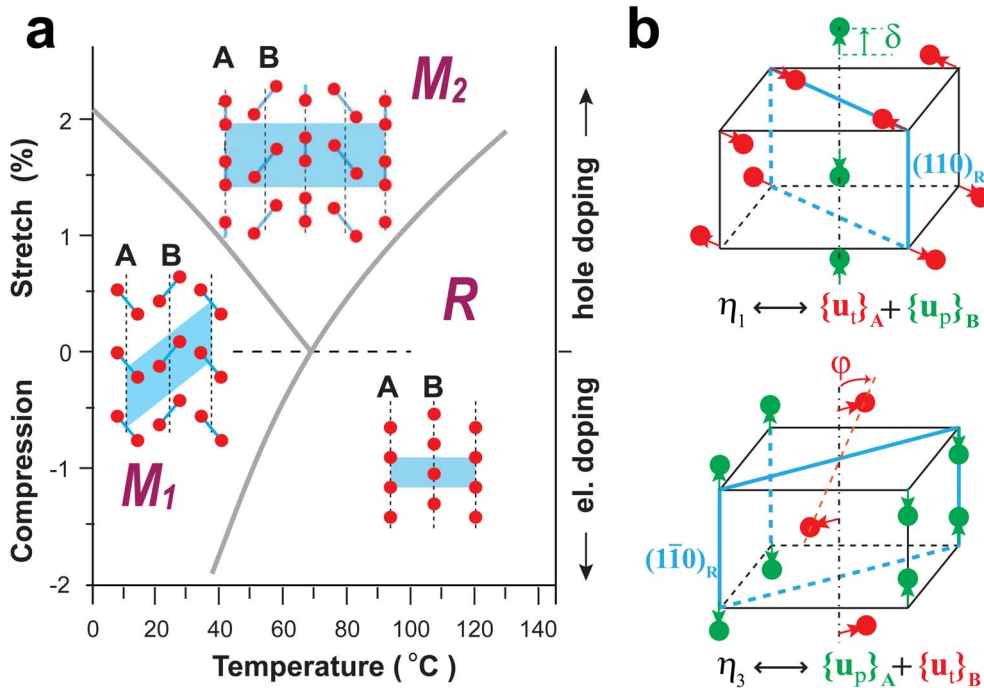 a
A B
M2
A B
M1
A B
R
Stretch (%)
Compression
2
1
0
-1
-2
0 20 40 60 80 100 120 140
Temperature ( °C )
hole doping
el. doping
b
δ
(110)R
η1 ⟷ {ut}A + {up}B
φ
(11̅0)R
η3 ⟷ {up}A + {ut}B